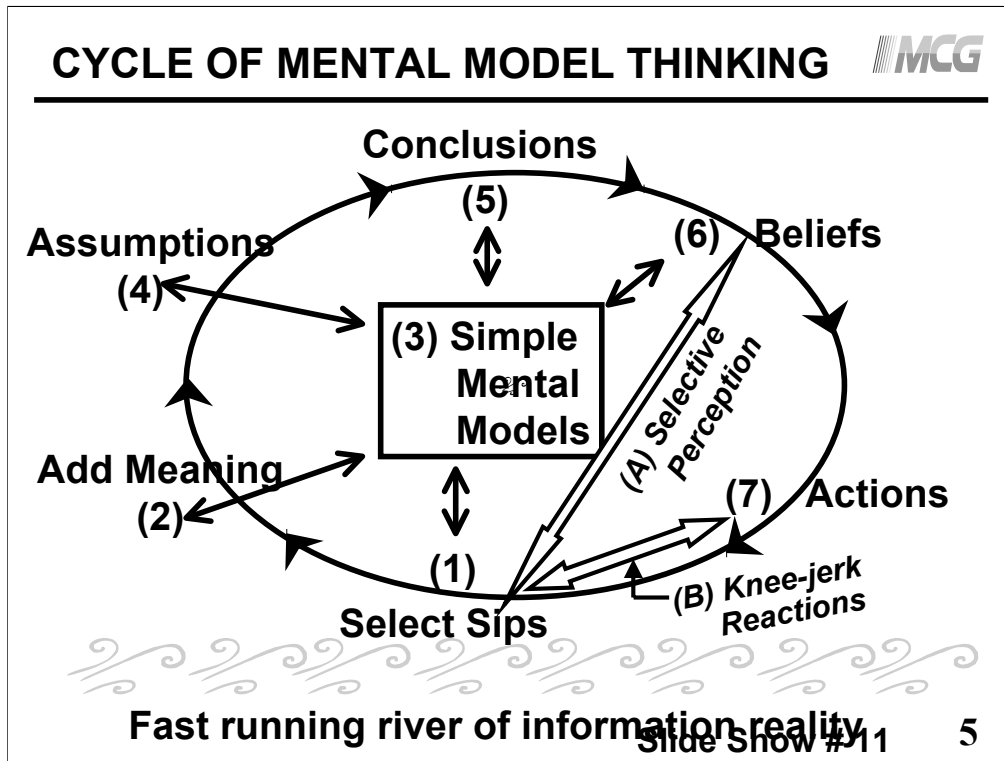 CYCLE OF MENTAL MODEL THINKING
MCG
Conclusions
(5)
(6) Beliefs
Assumptions
(4)
(3) Simple
Mental
Models
(A) Selective
Perception
Add Meaning
(2)
(7) Actions
(1)
Select Sips
(B) Knee-jerk
Reactions
Fast running river of information reality
Slide Show # 11
5